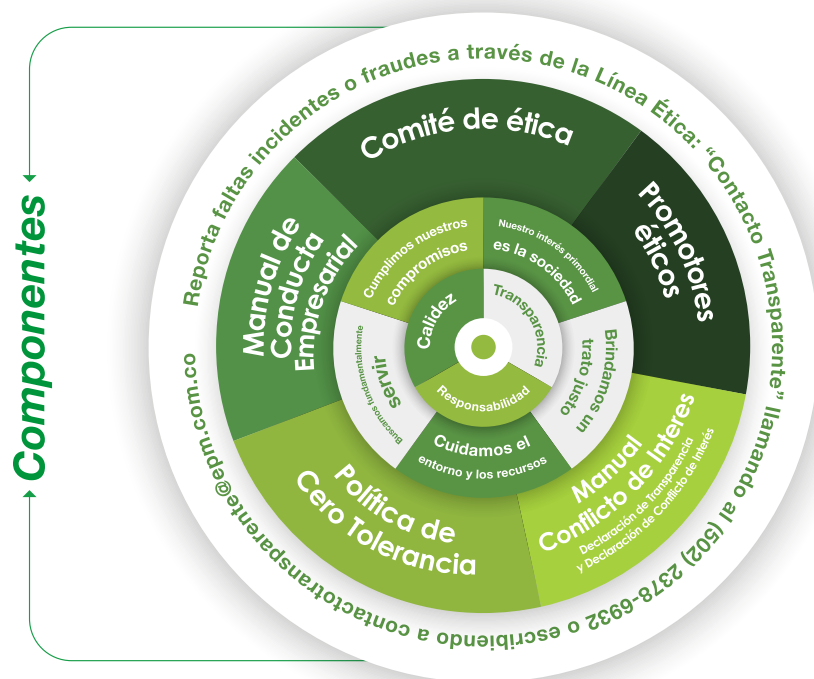 Componentes
Reporta faltas incidentes o fraudes a través de la Línea Ética: “Contacto Transparente” llamando al (502) 2378-6932 o escribiendo a contactotransparente@epm.com.co
Comité de ética
Promotores
éticos
Manual
Conflicto de Interes
Declaración de Transparencia
y Declaración de Conflicto de Interés
Política de
Cero Tolerancia
Manual de
Conducta
Empresarial
Cumplimos nuestros
compromisos
Nuestro interés primordial
es la sociedad
Brindamos un
trato justo
Cuidamos el
entorno y los recursos
Buscamos fundamentalmente
servir
Calidez
Transparencia
Responsabilidad